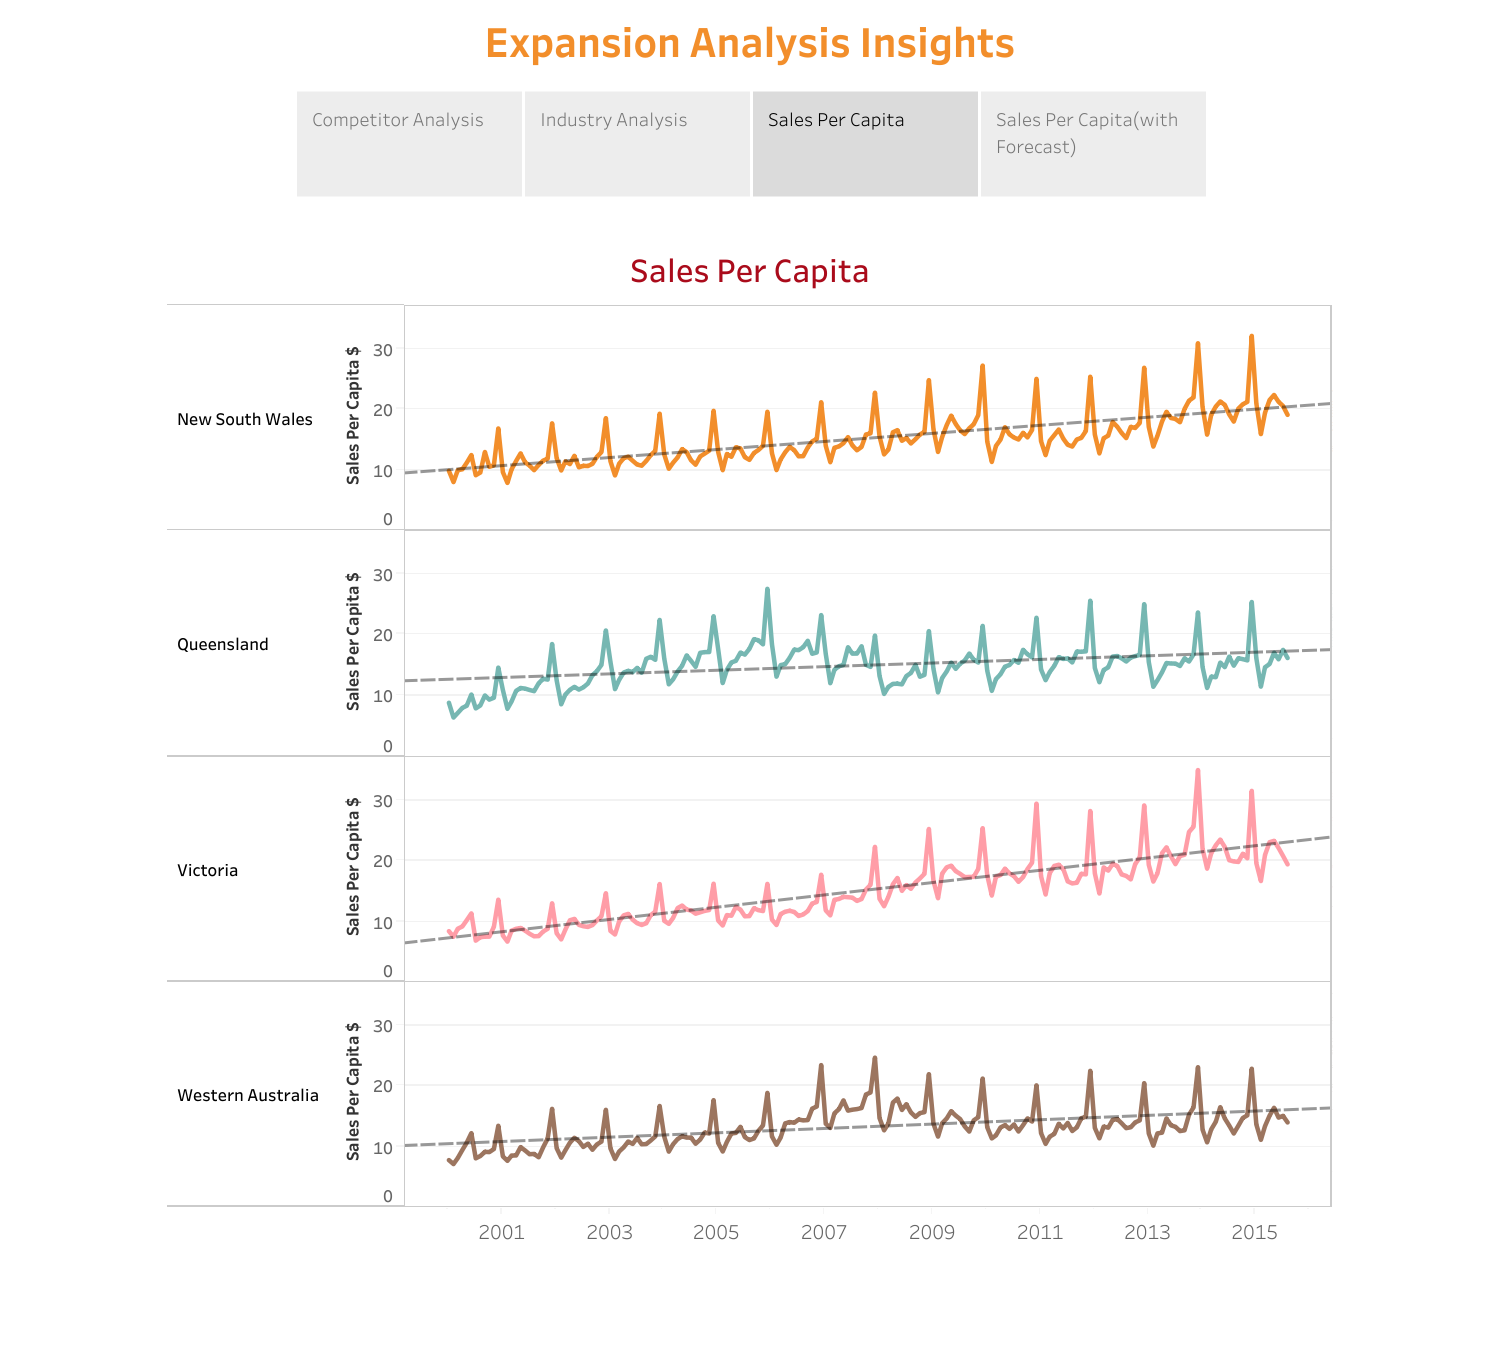 Expansion Analysis Insights
Competitor Analysis
Industry Analysis
Sales Per Capita
Sales Per Capita(with
Forecast)
Sales Per Capita
New South Wales
Sales Per Capita $
30
20
10
0
Queensland
Sales Per Capita $
30
20
10
0
Victoria
Sales Per Capita $
30
20
10
0
Western Australia
Sales Per Capita $
30
20
10
0
2001 2003 2005 2007 2009 2011 2013 2015